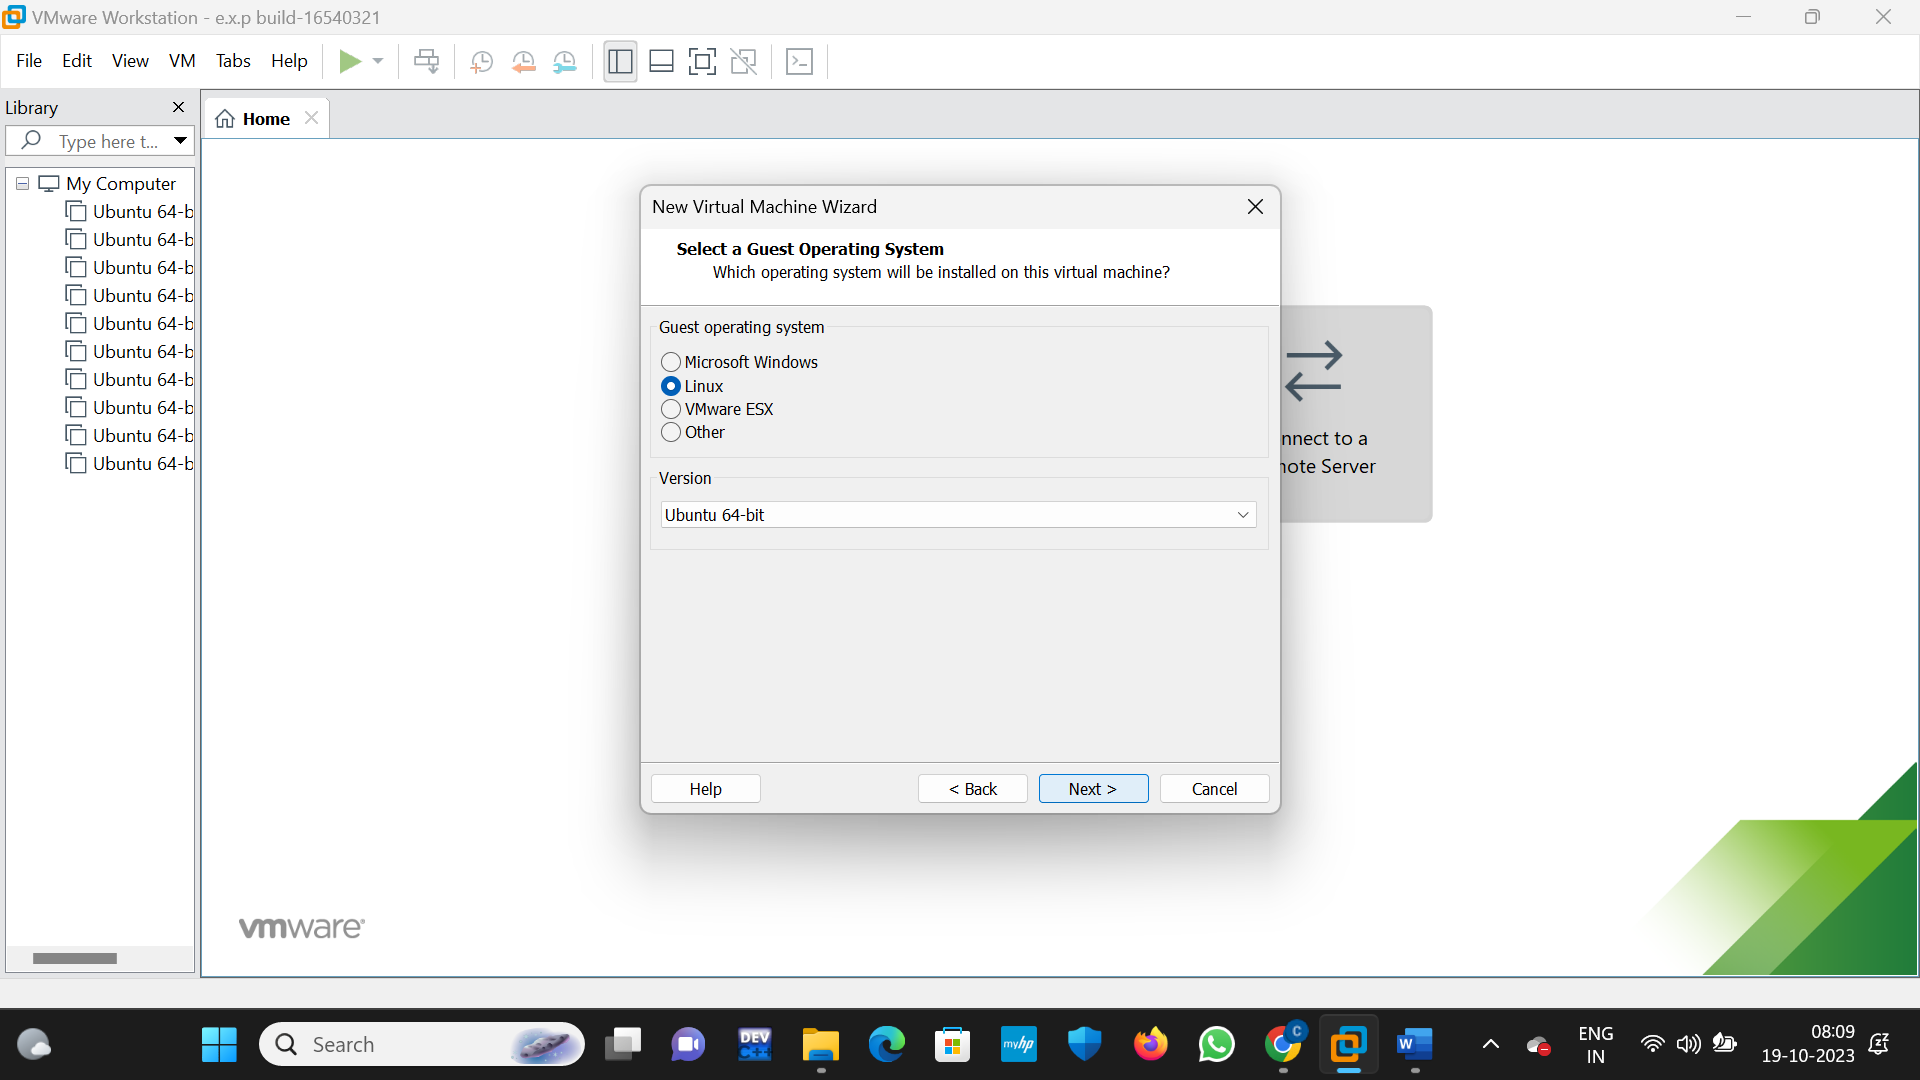 VMware Workstation - e.x.p build-16540321
File Edit View VM Tabs Help
Library
Home
Type here t...
My Computer
Ubuntu 64-b
Ubuntu 64-b
Ubuntu 64-b
Ubuntu 64-b
Ubuntu 64-b
Ubuntu 64-b
Ubuntu 64-b
Ubuntu 64-b
Ubuntu 64-b
Ubuntu 64-b
New Virtual Machine Wizard
Select a Guest Operating System
Which operating system will be installed on this virtual machine?
Guest operating system
Microsoft Windows
Linux
VMware ESX
Other
Version
Ubuntu 64-bit
Help < Back Next > Cancel
nnect to a
note Server
vmware®
Search
DEV
C++
myhp
C
W
ENG
IN
08:09
19-10-2023